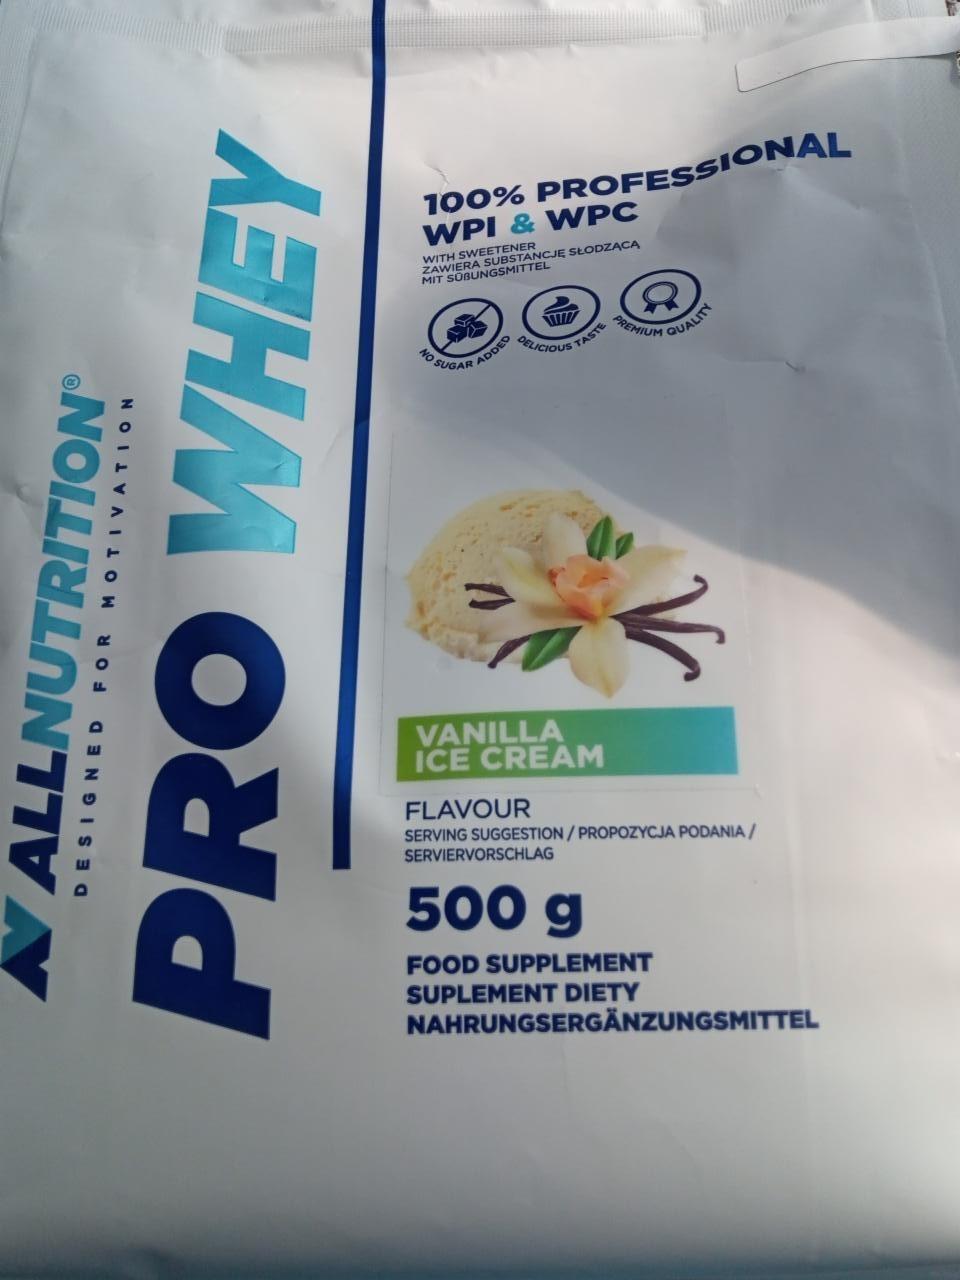 ALLNUTRITION®
DESIGNED FOR MOTIVATION
PRO WHEY
100% PROFESSIONAL
WPI & WPC
WITH SWEETENER
ZAWIERA SUBSTANCJĘ SŁODZĄCĄ
MIT SÜßUNGSMITTEL
NO SUGAR ADDED
DELICIOUS TASTE
PREMIUM QUALITY
VANILLA
ICE CREAM
FLAVOUR
SERVING SUGGESTION / PROPOZYCJA PODANIA /
SERVIERVORSCHLAG
500 g
FOOD SUPPLEMENT
SUPLEMENT DIETY
NAHRUNGSERGÄNZUNGSMITTEL